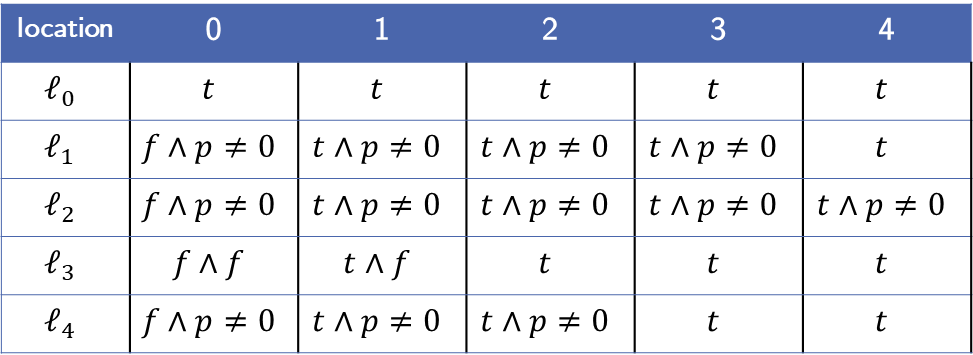 location 0 1 2 3 4
ℓ₀ t t t t t
ℓ₁ f ∧ p ≠ 0 t ∧ p ≠ 0 t ∧ p ≠ 0 t ∧ p ≠ 0 t
ℓ₂ f ∧ p ≠ 0 t ∧ p ≠ 0 t ∧ p ≠ 0 t ∧ p ≠ 0 t ∧ p ≠ 0
ℓ₃ f ∧ f t ∧ f t t t
ℓ₄ f ∧ p ≠ 0 t ∧ p ≠ 0 t ∧ p ≠ 0 t t